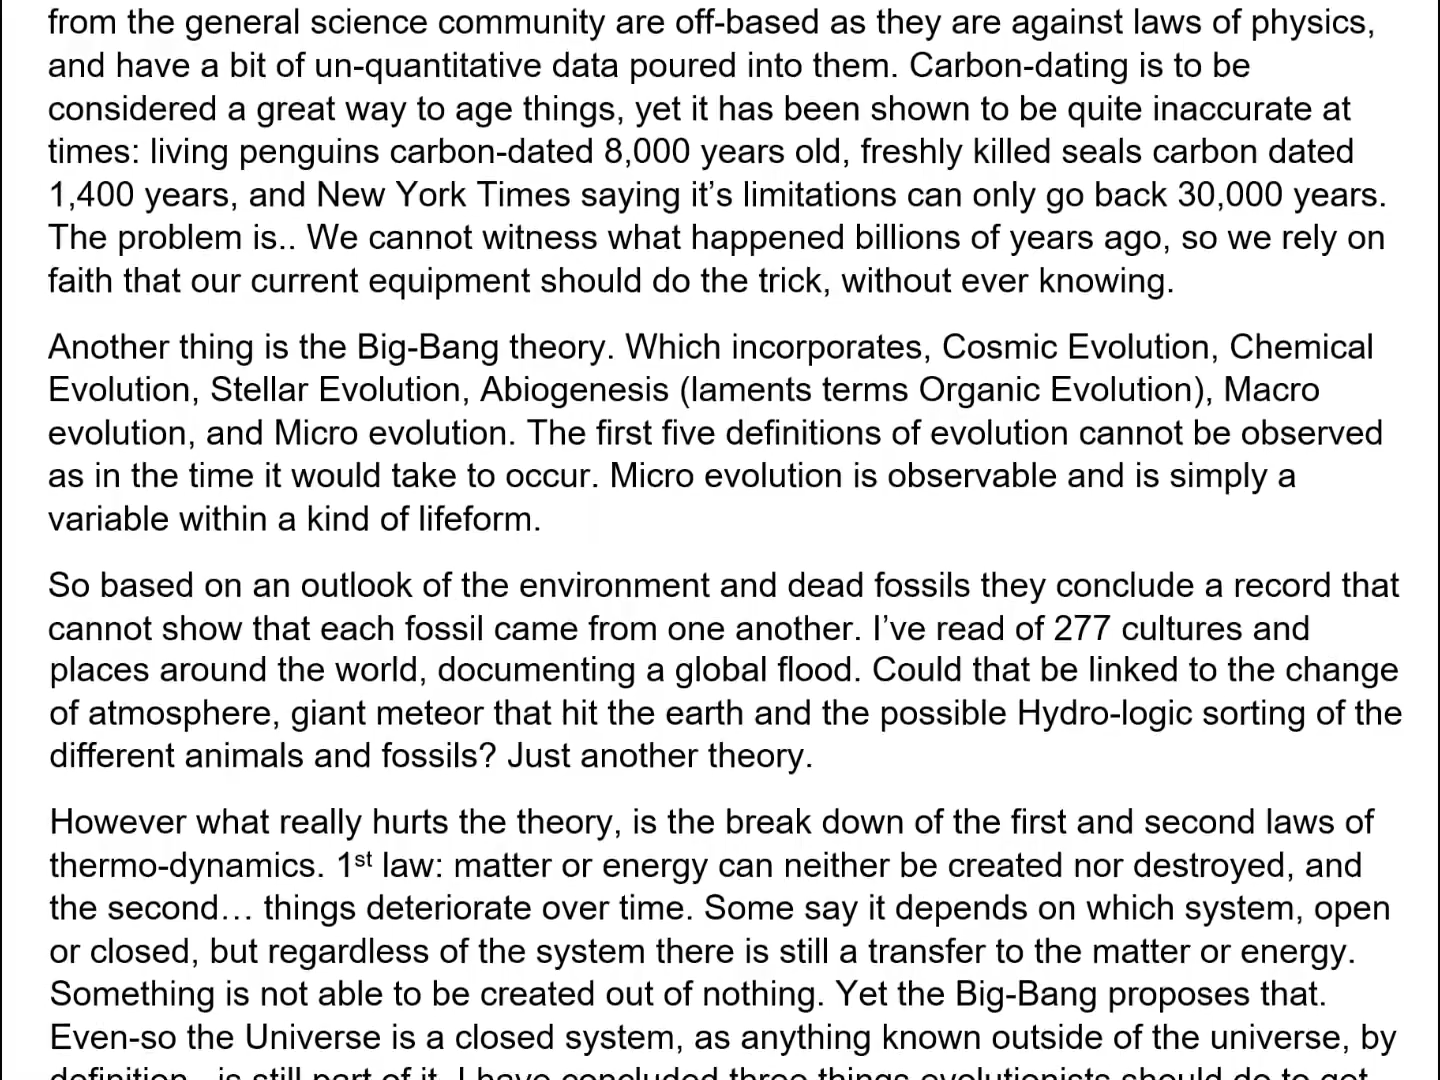 from the general science community are off-based as they are against laws of physics,
and have a bit of un-quantitative data poured into them. Carbon-dating is to be
considered a great way to age things, yet it has been shown to be quite inaccurate at
times: living penguins carbon-dated 8,000 years old, freshly killed seals carbon dated
1,400 years, and New York Times saying it’s limitations can only go back 30,000 years.
The problem is.. We cannot witness what happened billions of years ago, so we rely on
faith that our current equipment should do the trick, without ever knowing.
Another thing is the Big-Bang theory. Which incorporates, Cosmic Evolution, Chemical
Evolution, Stellar Evolution, Abiogenesis (laments terms Organic Evolution), Macro
evolution, and Micro evolution. The first five definitions of evolution cannot be observed
as in the time it would take to occur. Micro evolution is observable and is simply a
variable within a kind of lifeform.
So based on an outlook of the environment and dead fossils they conclude a record that
cannot show that each fossil came from one another. I’ve read of 277 cultures and
places around the world, documenting a global flood. Could that be linked to the change
of atmosphere, giant meteor that hit the earth and the possible Hydro-logic sorting of the
different animals and fossils? Just another theory.
However what really hurts the theory, is the break down of the first and second laws of
thermo-dynamics. 1st law: matter or energy can neither be created nor destroyed, and
the second… things deteriorate over time. Some say it depends on which system, open
or closed, but regardless of the system there is still a transfer to the matter or energy.
Something is not able to be created out of nothing. Yet the Big-Bang proposes that.
Even-so the Universe is a closed system, as anything known outside of the universe, by
definition, is still part of it. I have concluded three things evolutionists should do to get